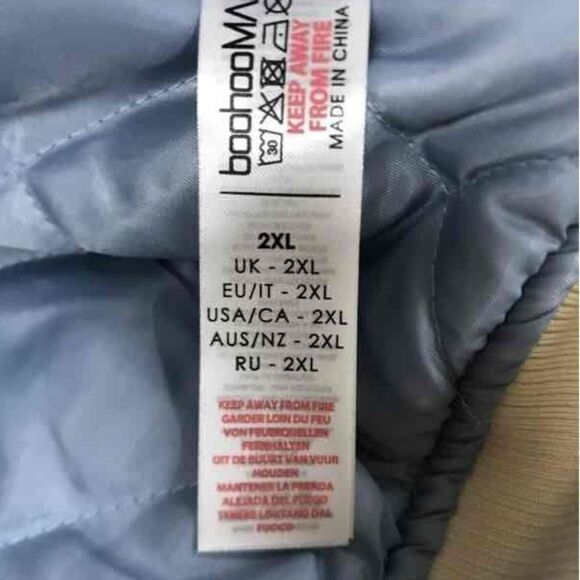 boohooMA
30
KEEP AWAY
FROM FIRE
MADE IN CHINA
2XL
UK - 2XL
EU/IT - 2XL
USA/CA - 2XL
AUS/NZ - 2XL
RU - 2XL
KEEP AWAY FROM FIRE
GARDER LOIN DU FEU
VON FEUERQUELLEN
FERNHALTEN
UIT DE BUURT VAN VUUR
HOUDEN
MANTENER LA PRENDA
ALEJADA DEL FUEGO
TENERE LONTANO DAL
FUOCO